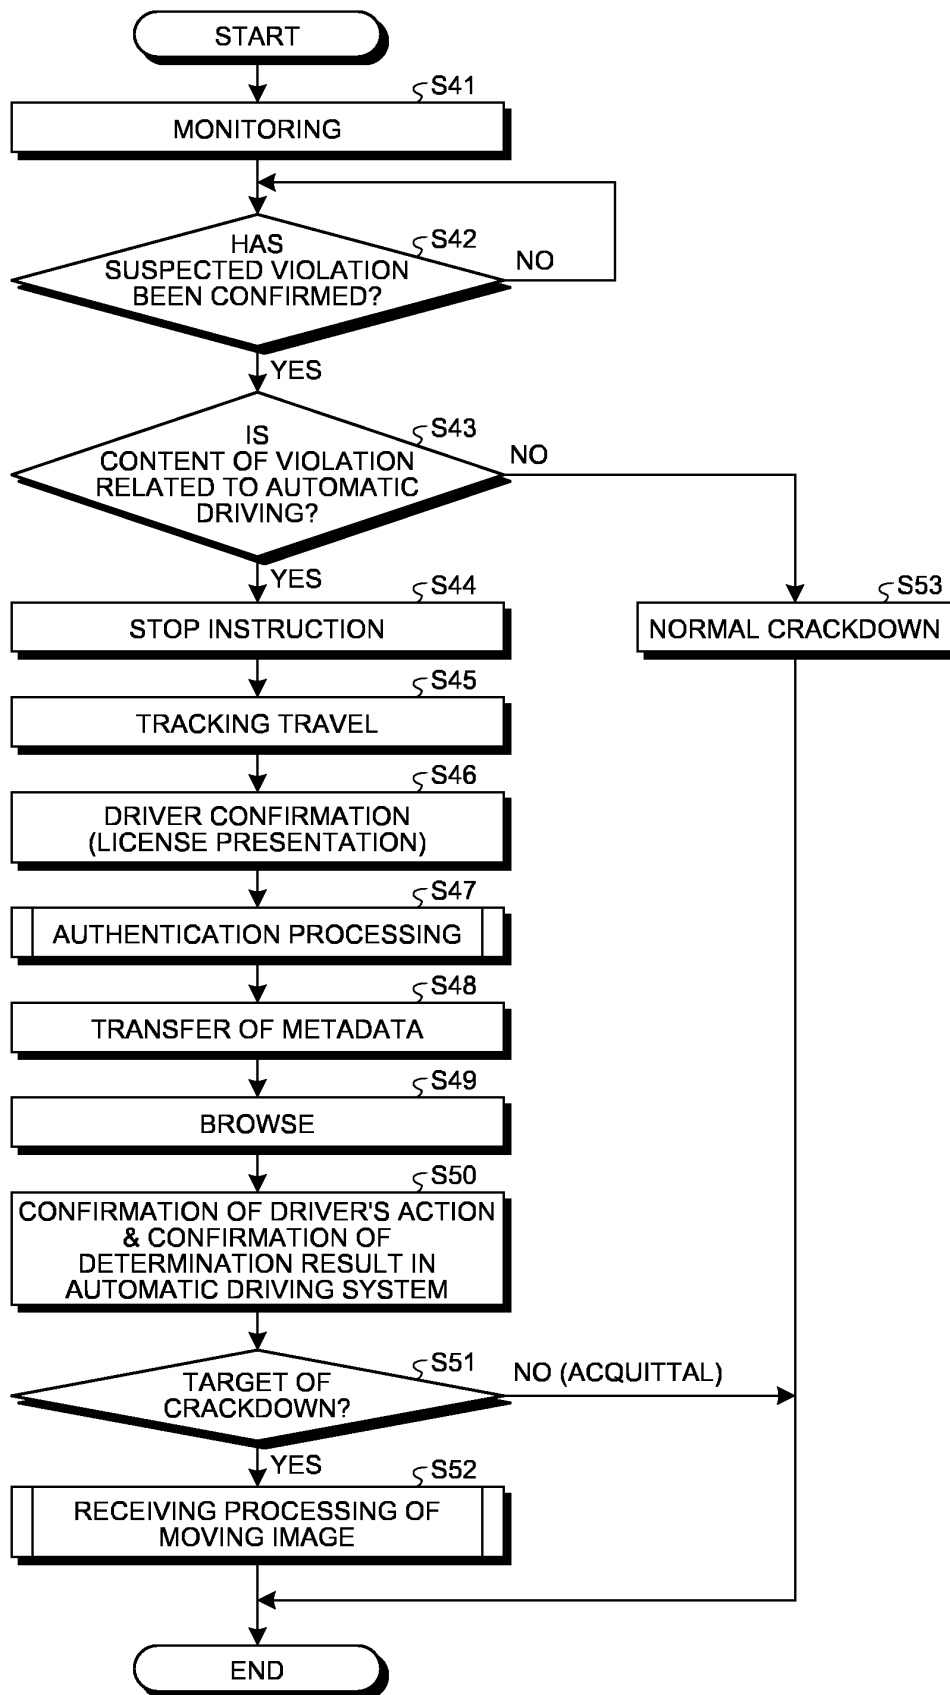 START
S41
MONITORING
HAS
SUSPECTED VIOLATION
BEEN CONFIRMED?
S42
NO
YES
IS
CONTENT OF VIOLATION
RELATED TO AUTOMATIC
DRIVING?
S43
NO
YES
S44
STOP INSTRUCTION
S53
NORMAL CRACKDOWN
S45
TRACKING TRAVEL
S46
DRIVER CONFIRMATION
(LICENSE PRESENTATION)
S47
AUTHENTICATION PROCESSING
S48
TRANSFER OF METADATA
S49
BROWSE
S50
CONFIRMATION OF DRIVER'S ACTION
& CONFIRMATION OF
DETERMINATION RESULT IN
AUTOMATIC DRIVING SYSTEM
S51
TARGET OF
CRACKDOWN?
NO (ACQUITTAL)
YES
S52
RECEIVING PROCESSING OF
MOVING IMAGE
END